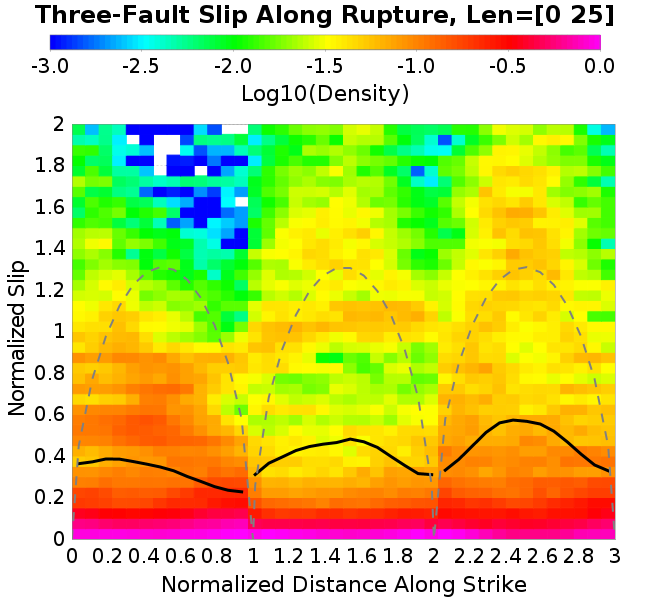 Three-Fault Slip Along Rupture, Len=[0 25]
-3.0 -2.5 -2.0 -1.5 -1.0 -0.5 0.0
Log10(Density)
2
1.8
1.6
1.4
1.2
1
0.8
0.6
0.4
0.2
0
Normalized Slip
0 0.2 0.4 0.6 0.8 1 1.2 1.4 1.6 1.8 2 2.2 2.4 2.6 2.8 3
Normalized Distance Along Strike